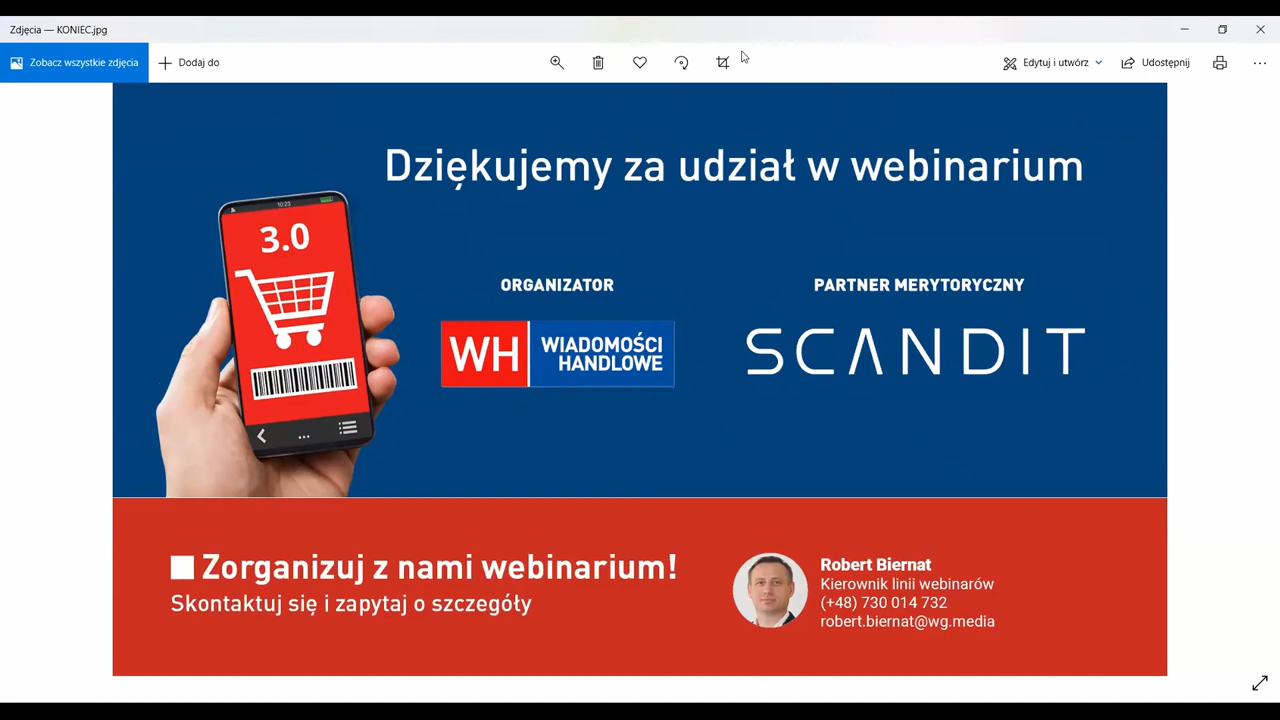 Zdjęcia — KONIEC.jpg
Zobacz wszystkie zdjęcia
Dodaj do
Edytuj i utwórz
Udostępnij
Dziękujemy za udział w webinarium
10:23
3.0
ORGANIZATOR
PARTNER MERYTORYCZNY
WH
WIADOMOŚCI
HANDLOWE
SCANDIT
Zorganizuj z nami webinarium!
Skontaktuj się i zapytaj o szczegóły
Robert Biernat
Kierownik linii webinarów
(+48) 730 014 732
robert.biernat@wg.media